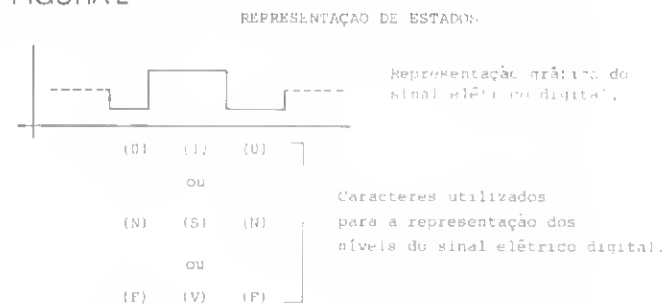 FIGURA 2
REPRESENTAÇÃO DE ESTADOS
Representação gráfica do
sinal elétrico digital.
(0) (1) (0)
ou
Caracteres utilizados
(N) (S) (N) para a representação dos
níveis do sinal elétrico digital.
ou
(F) (V) (F)